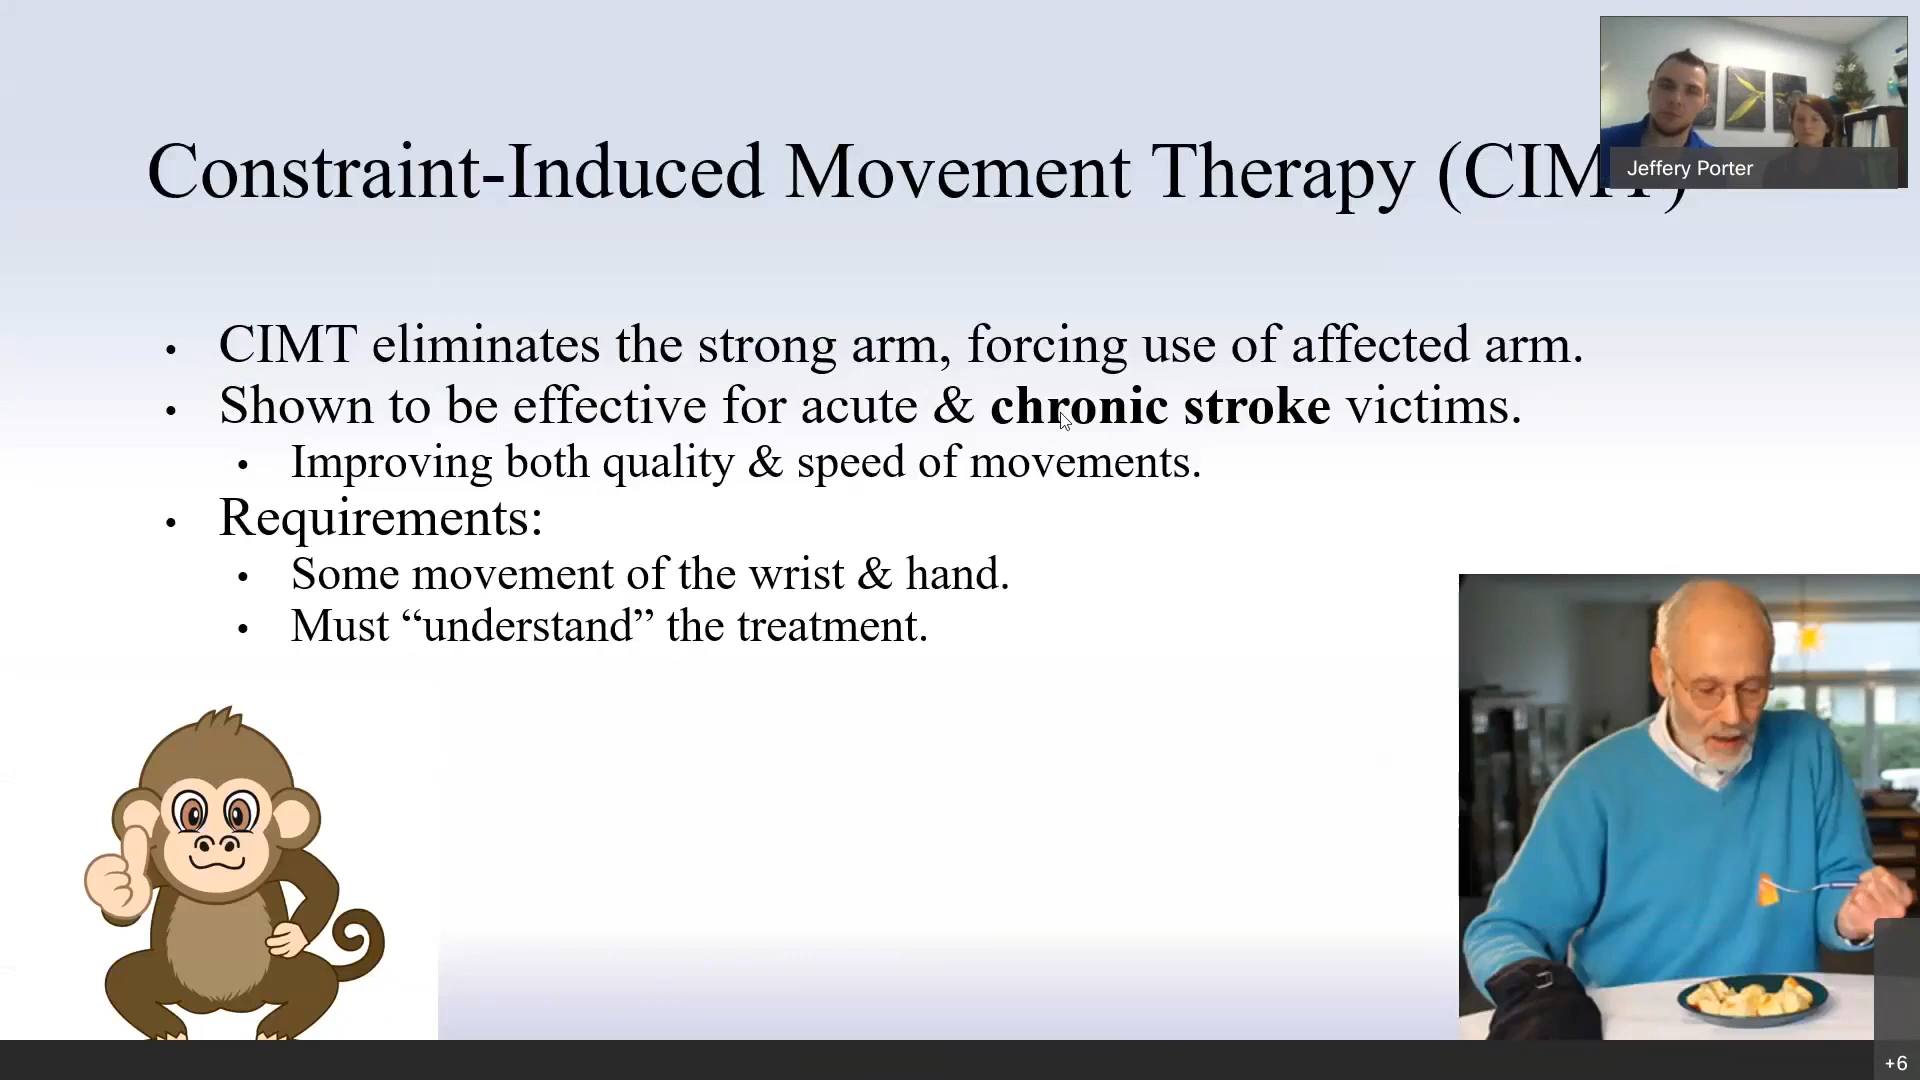 Constraint-Induced Movement Therapy (CIMT)
Jeffery Porter
• CIMT eliminates the strong arm, forcing use of affected arm.
• Shown to be effective for acute & chronic stroke victims.
• Improving both quality & speed of movements.
• Requirements:
• Some movement of the wrist & hand.
• Must “understand” the treatment.
+6